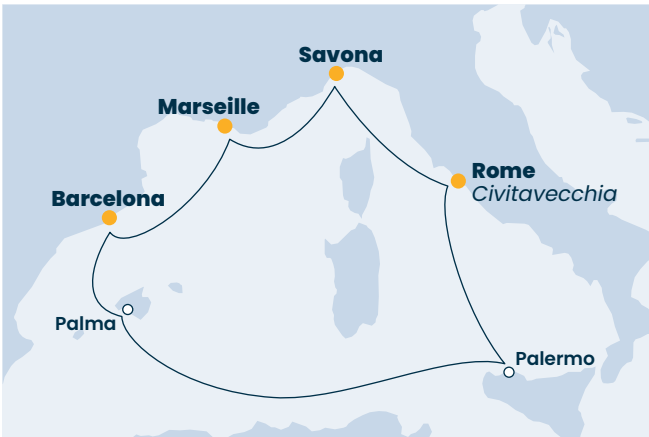 Savona
Marseille
Rome
Civitavecchia
Barcelona
Palma
Palermo